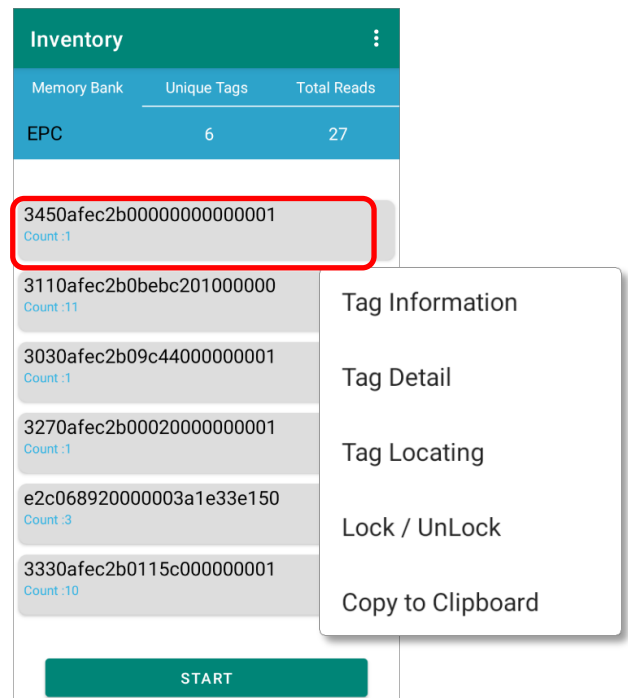 Inventory
Memory Bank Unique Tags Total Reads
EPC 6 27
3450afec2b00000000000001
Count :1
3110afec2b0bebc201000000
Count :11
3030afec2b09c44000000001
Count :1
3270afec2b00020000000001
Count :1
e2c068920000003a1e33e150
Count :3
3330afec2b0115c000000001
Count :10
Tag Information
Tag Detail
Tag Locating
Lock / UnLock
Copy to Clipboard
START